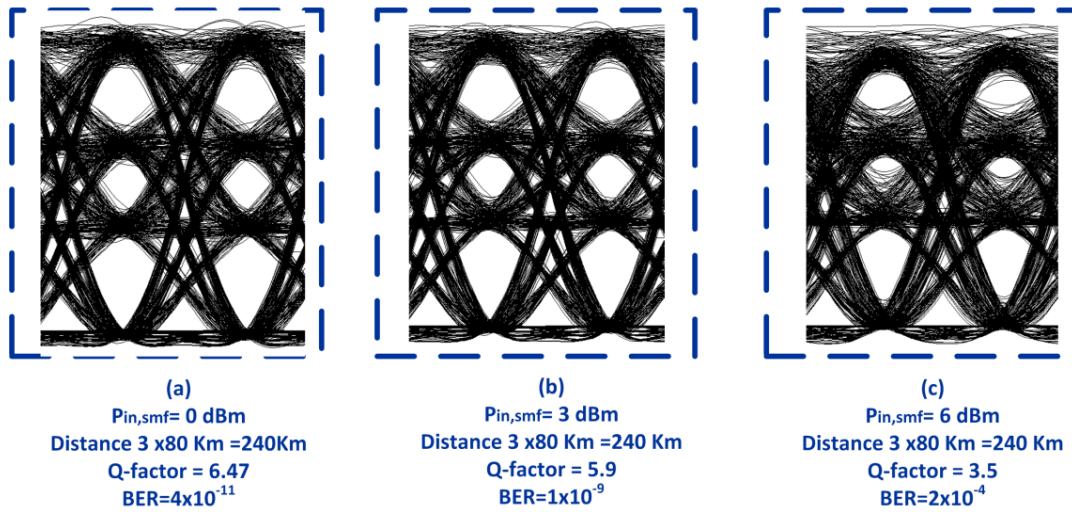 (a)
Pin,smf= 0 dBm
Distance 3 x80 Km =240Km
Q-factor = 6.47
BER=4x10-11
(b)
Pin,smf= 3 dBm
Distance 3 x80 Km =240 Km
Q-factor = 5.9
BER=1x10-9
(c)
Pin,smf= 6 dBm
Distance 3 x80 Km =240 Km
Q-factor = 3.5
BER=2x10-4